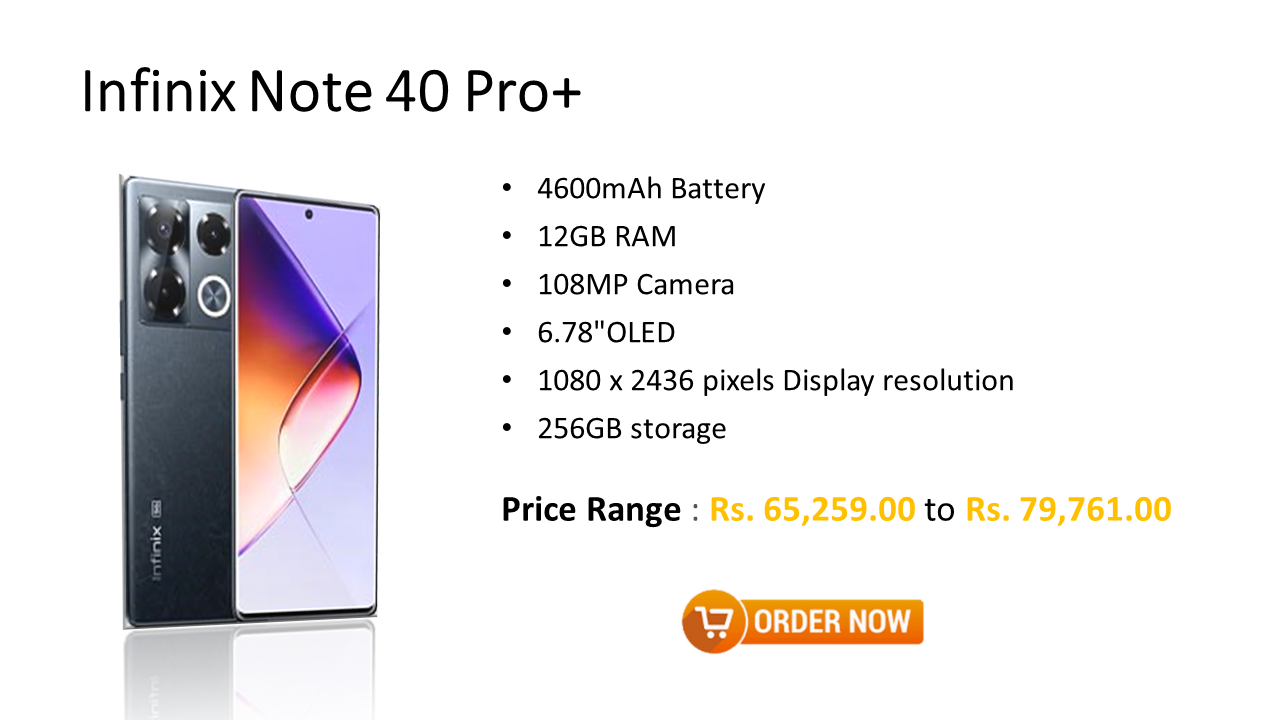 Infinix Note 40 Pro+
• 4600mAh Battery
• 12GB RAM
• 108MP Camera
• 6.78"OLED
• 1080 x 2436 pixels Display resolution
• 256GB storage
Price Range : Rs. 65,259.00 to Rs. 79,761.00
Infinix 5G
ORDER NOW